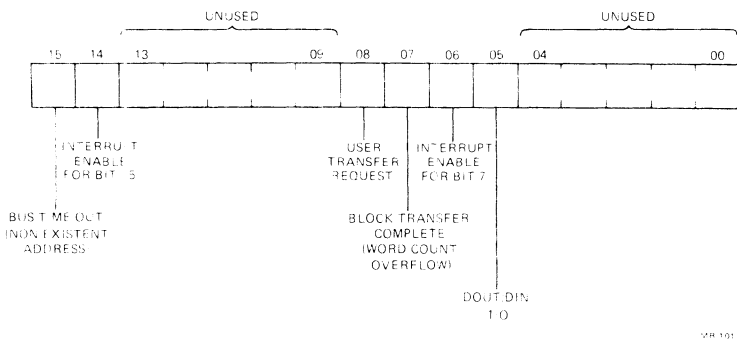 UNUSED
UNUSED
15 14 13 09 08 07 06 05 04 00
INTERRUPT
ENABLE
FOR BIT 15
USER
TRANSFER
REQUEST
INTERRUPT
ENABLE
FOR BIT 7
BUS TIME OUT
(NON EXISTENT
ADDRESS
BLOCK TRANSFER
COMPLETE
(WORD COUNT
OVERFLOW)
DOUT/DIN
1 0